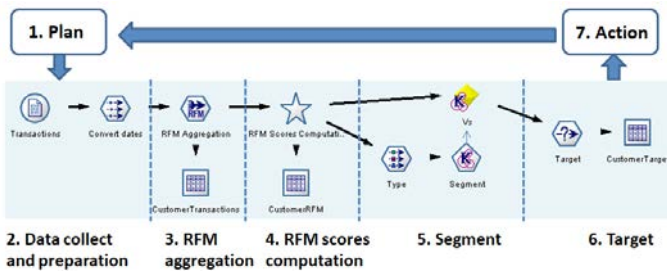 1. Plan
7. Action
Transactions
Convert dates
RFM
RFM Aggregation
RFM Scores Computati...
K
Vs
CustomerTransactions
CustomerRFM
Type
K
Segment
-?->
Target
CustomerTarget
2. Data collect
and preparation
3. RFM
aggregation
4. RFM scores
computation
5. Segment
6. Target